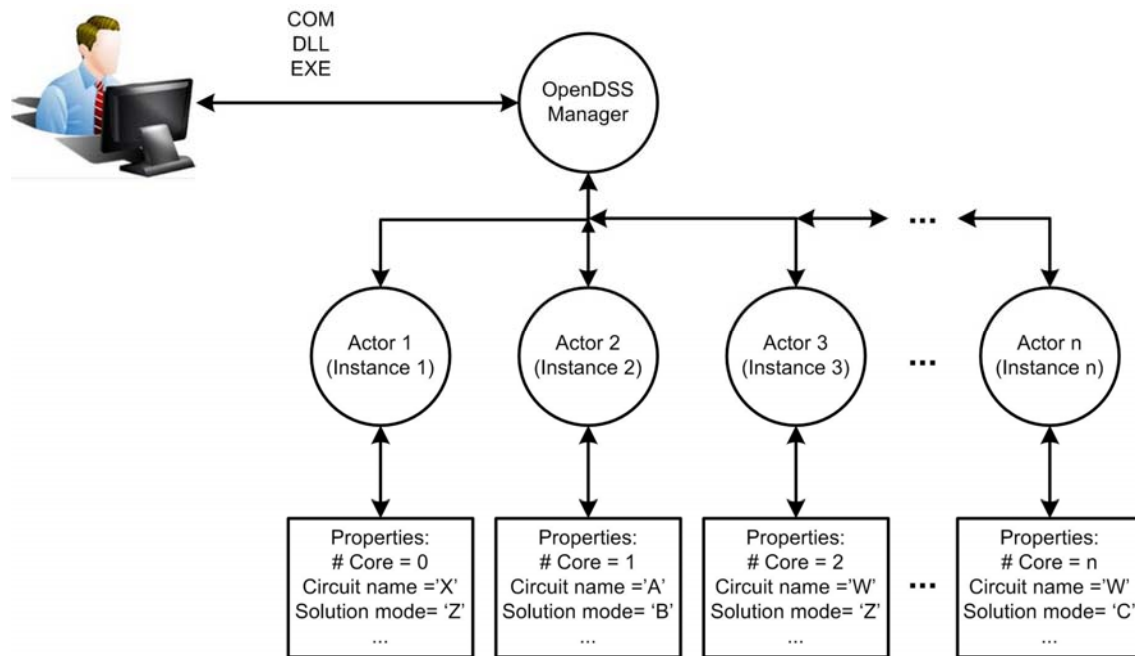 COM
DLL
EXE
OpenDSS
Manager
...
Actor 1
(Instance 1)
Actor 2
(Instance 2)
Actor 3
(Instance 3)
...
Actor n
(Instance n)
Properties:
# Core = 0
Circuit name =’X’
Solution mode= ‘Z’
...
Properties:
# Core = 1
Circuit name =’A’
Solution mode= ‘B’
...
Properties:
# Core = 2
Circuit name =’W’
Solution mode= ‘Z’
...
...
Properties:
# Core = n
Circuit name =’W’
Solution mode= ‘C’
...